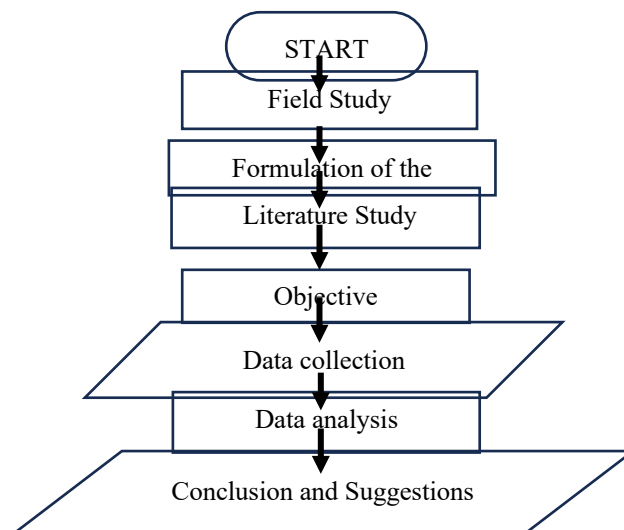 START
Field Study
Formulation of the
Literature Study
Objective
Data collection
Data analysis
Conclusion and Suggestions